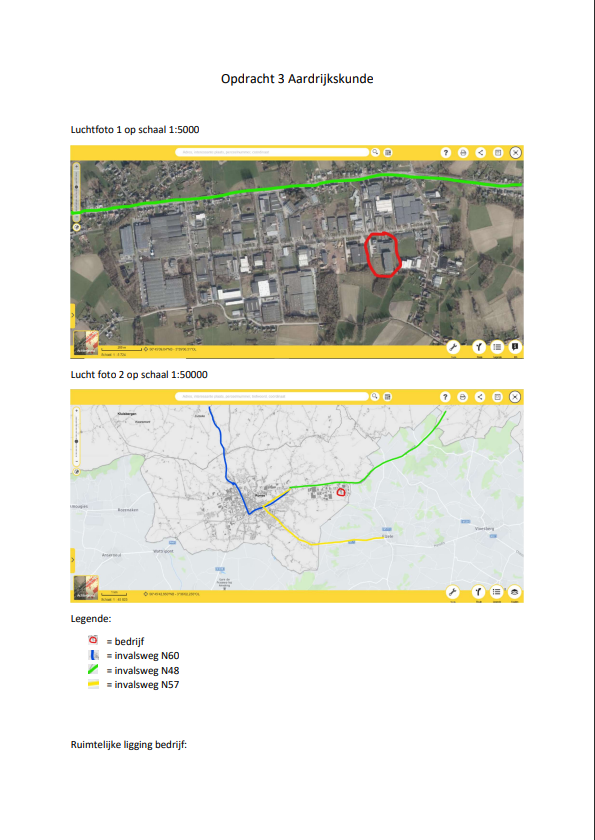 Opdracht 3 Aardrijkskunde
Luchtfoto 1 op schaal 1:5000
Lucht foto 2 op schaal 1:50000
Legende:
= bedrijf
= invalsweg N60
= invalsweg N48
= invalsweg N57
Ruimtelijke ligging bedrijf: